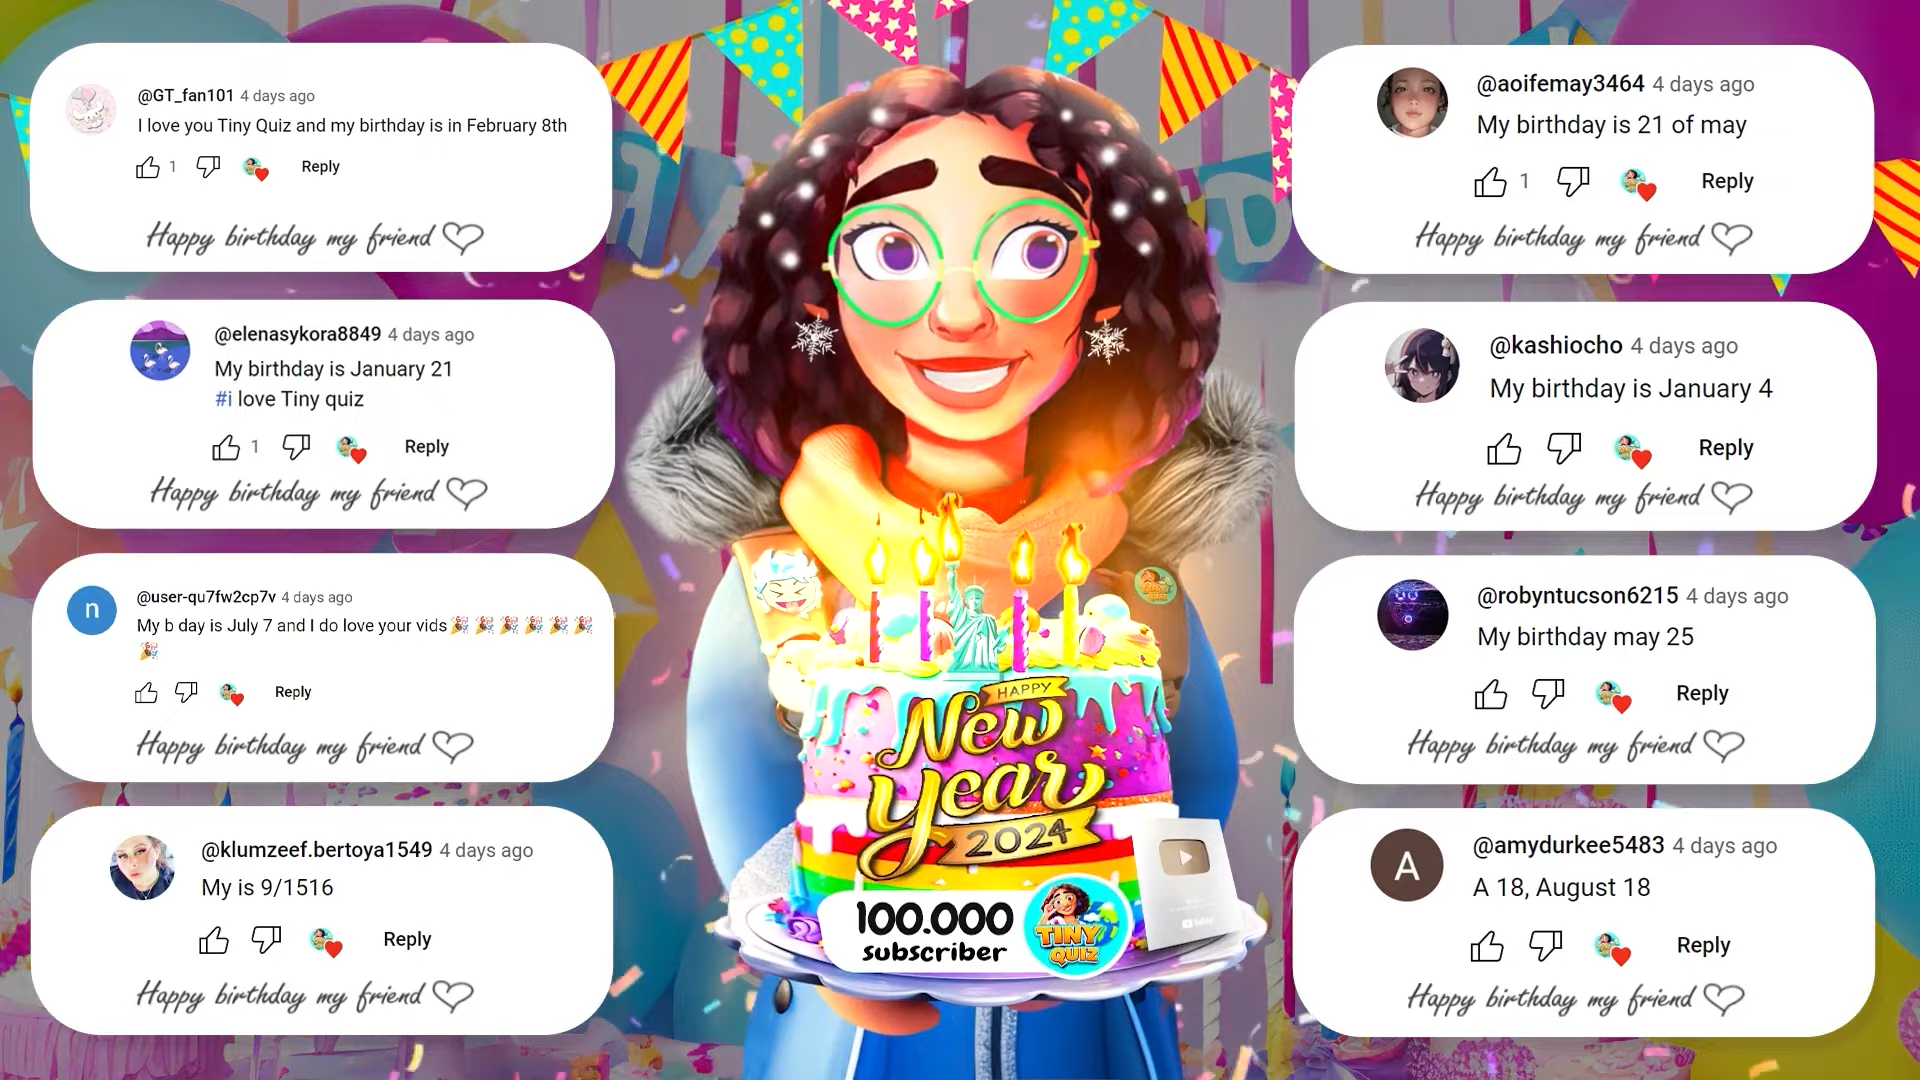 @GT_fan101 4 days ago
I love you Tiny Quiz and my birthday is in February 8th
1 Reply
Happy birthday my friend
@elenasykora8849 4 days ago
My birthday is January 21
#i love Tiny quiz
1 Reply
Happy birthday my friend
n
@user-qu7fw2cp7v 4 days ago
My b day is July 7 and I do love your vids🎉🎉🎉🎉🎉🎉
🎉
Reply
Happy birthday my friend
@klumzeef.bertoya1549 4 days ago
My is 9/1516
Reply
Happy birthday my friend
HAPPY
New
Year
2024
100.000
subscriber
TINY
QUIZ
@aoifemay3464 4 days ago
My birthday is 21 of may
1 Reply
Happy birthday my friend
@kashiocho 4 days ago
My birthday is January 4
Reply
Happy birthday my friend
@robyntucson6215 4 days ago
My birthday may 25
Reply
Happy birthday my friend
A
@amydurkee5483 4 days ago
A 18, August 18
Reply
Happy birthday my friend